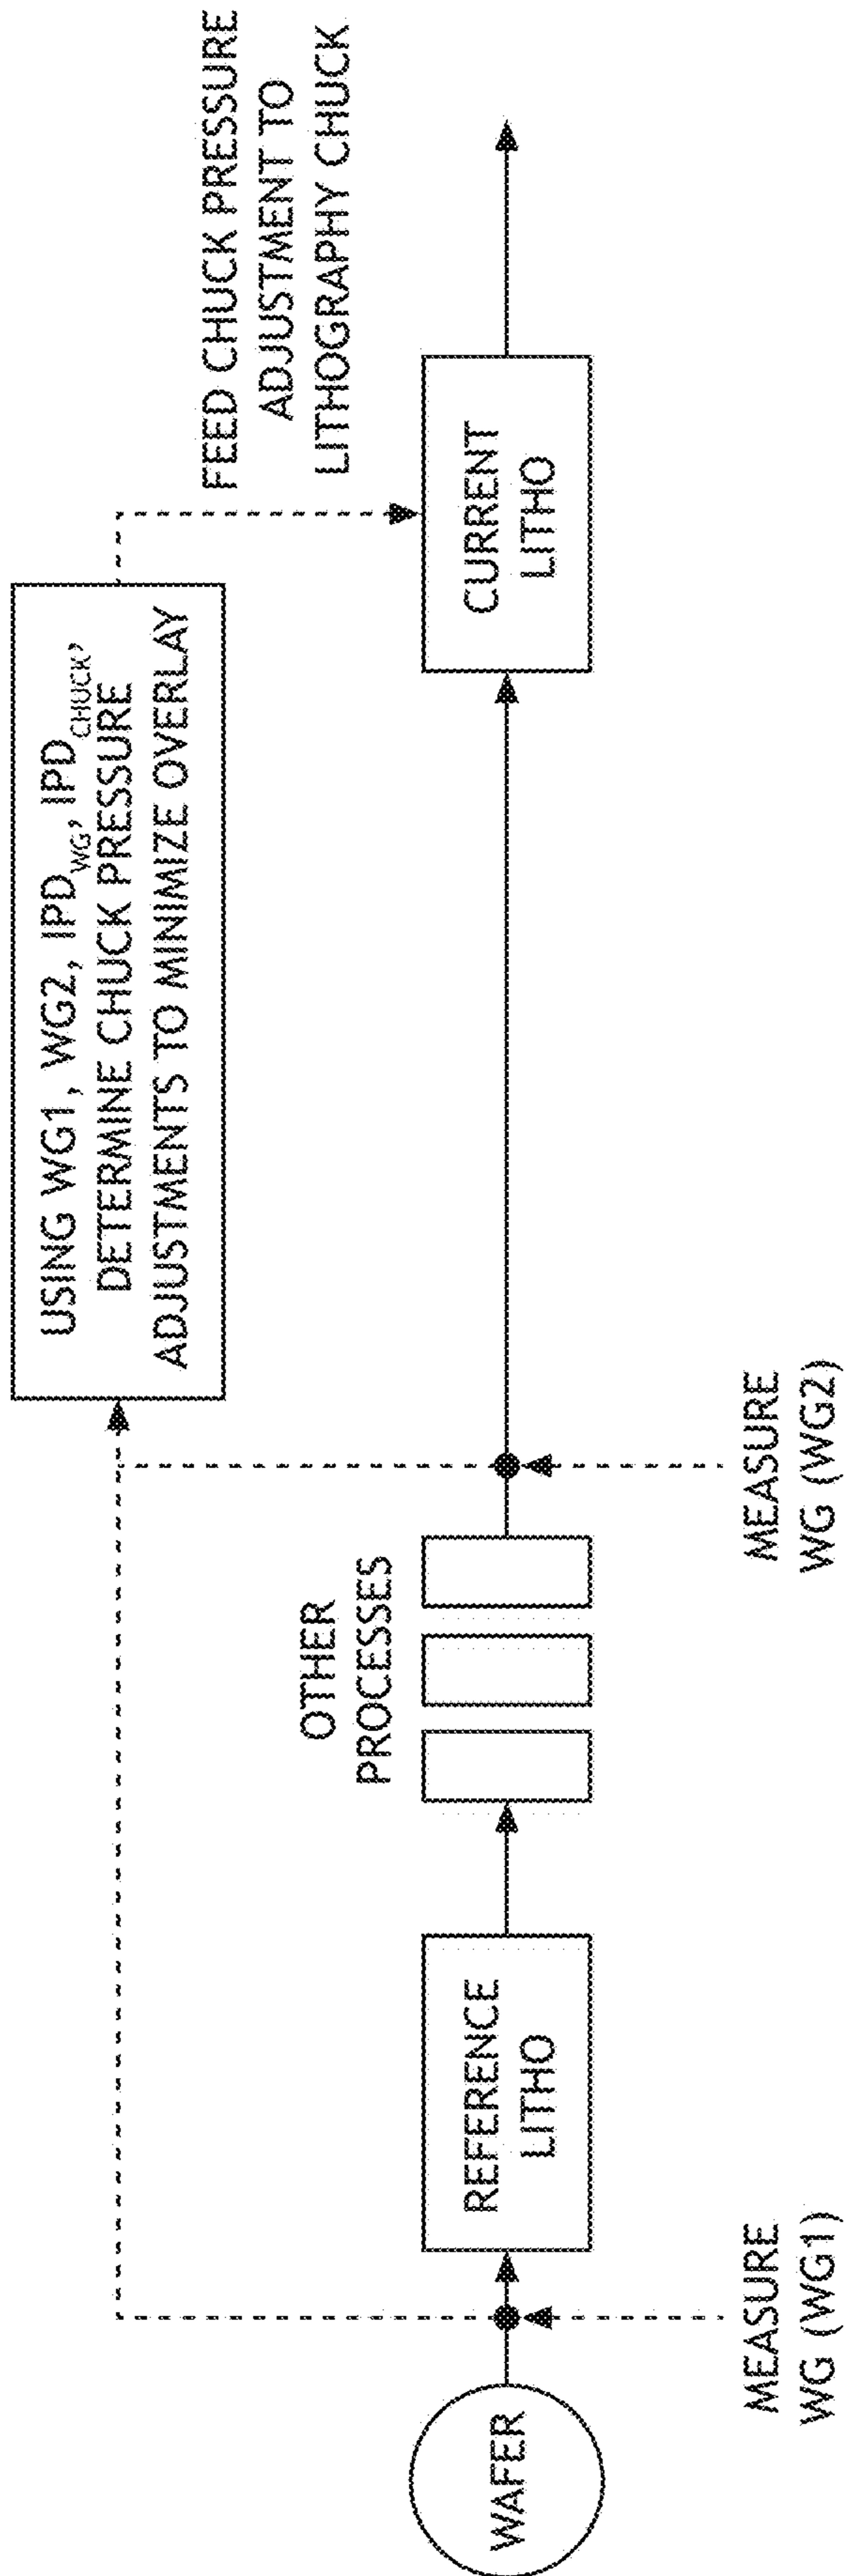 USING WG1, WG2, IPD_WG, IPD_CHUCK,
DETERMINE CHUCK PRESSURE
ADJUSTMENTS TO MINIMIZE OVERLAY
FEED CHUCK PRESSURE
ADJUSTMENT TO
LITHOGRAPHY CHUCK
WAFER
REFERENCE
LITHO
OTHER
PROCESSES
CURRENT
LITHO
MEASURE
WG (WG1)
MEASURE
WG (WG2)